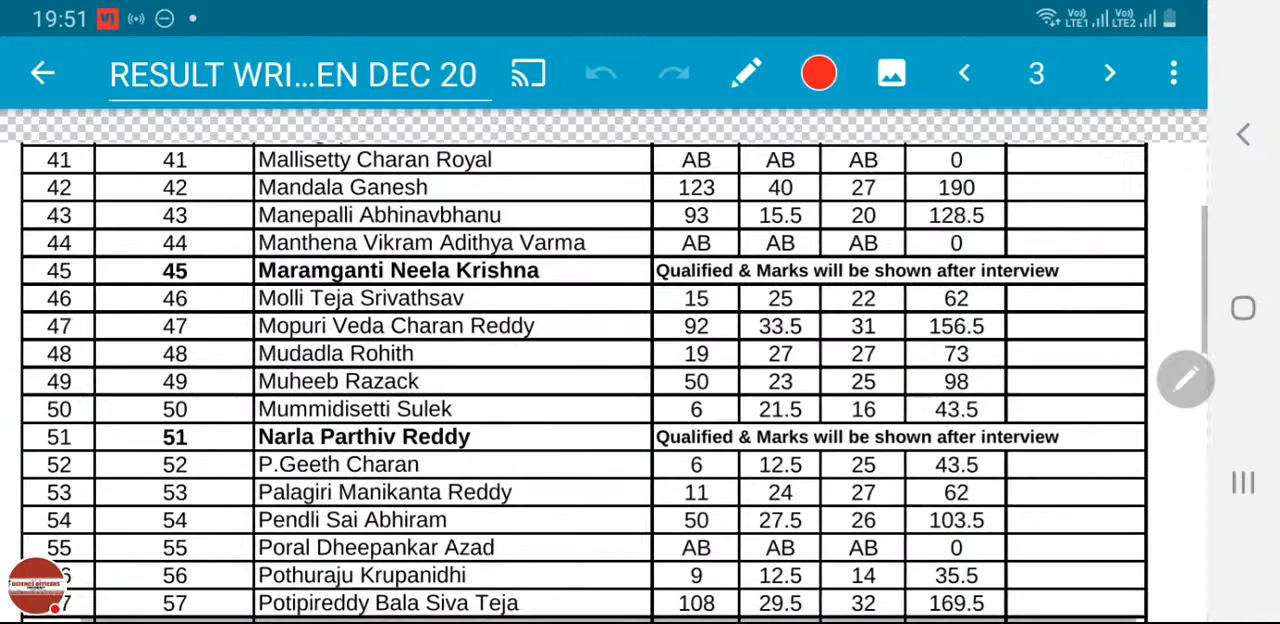 19:51 VI VoD LTE1 VoD LTE2
RESULT WRI...EN DEC 20 3
41 41 Mallisetty Charan Royal AB AB AB 0
42 42 Mandala Ganesh 123 40 27 190
43 43 Manepalli Abhinavbhanu 93 15.5 20 128.5
44 44 Manthena Vikram Adithya Varma AB AB AB 0
45 45 Maramganti Neela Krishna Qualified & Marks will be shown after interview
46 46 Molli Teja Srivathsav 15 25 22 62
47 47 Mopuri Veda Charan Reddy 92 33.5 31 156.5
48 48 Mudadla Rohith 19 27 27 73
49 49 Muheeb Razack 50 23 25 98
50 50 Mummidisetti Sulek 6 21.5 16 43.5
51 51 Narla Parthiv Reddy Qualified & Marks will be shown after interview
52 52 P.Geeth Charan 6 12.5 25 43.5
53 53 Palagiri Manikanta Reddy 11 24 27 62
54 54 Pendli Sai Abhiram 50 27.5 26 103.5
55 55 Poral Dheepankar Azad AB AB AB 0
56 Pothuraju Krupanidhi 9 12.5 14 35.5
57 Potipireddy Bala Siva Teja 108 29.5 32 169.5